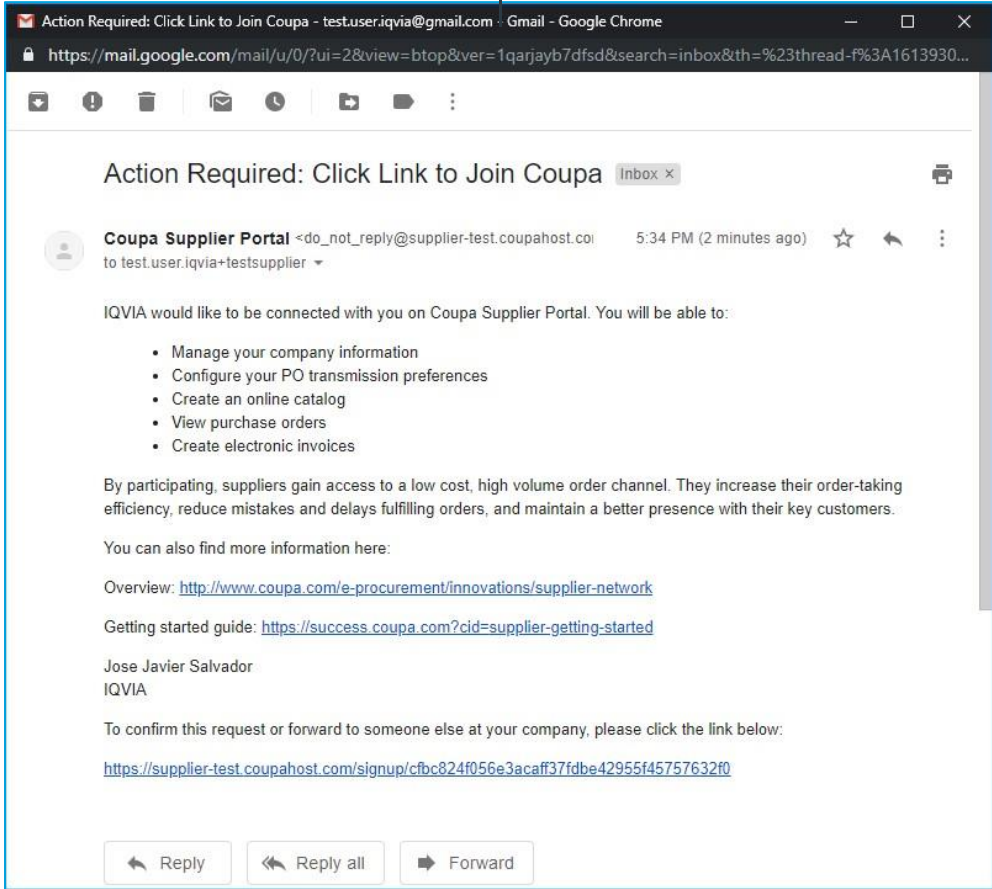 Action Required: Click Link to Join Coupa - test.user.iqvia@gmail.com - Gmail - Google Chrome
https://mail.google.com/mail/u/0/?ui=2&view=btop&ver=1qarjayb7dfsd&search=inbox&th=%23thread-f%3A1613930...
Action Required: Click Link to Join Coupa Inbox ×
Coupa Supplier Portal <do_not_reply@supplier-test.coupahost.co 5:34 PM (2 minutes ago)
to test.user.iqvia+testsupplier
IQVIA would like to be connected with you on Coupa Supplier Portal. You will be able to:
• Manage your company information
• Configure your PO transmission preferences
• Create an online catalog
• View purchase orders
• Create electronic invoices
By participating, suppliers gain access to a low cost, high volume order channel. They increase their order-taking
efficiency, reduce mistakes and delays fulfilling orders, and maintain a better presence with their key customers.
You can also find more information here:
Overview: http://www.coupa.com/e-procurement/innovations/supplier-network
Getting started guide: https://success.coupa.com?cid=supplier-getting-started
Jose Javier Salvador
IQVIA
To confirm this request or forward to someone else at your company, please click the link below:
https://supplier-test.coupahost.com/signup/cfbc824f056e3acaff37fdbe42955f45757632f0
Reply Reply all Forward